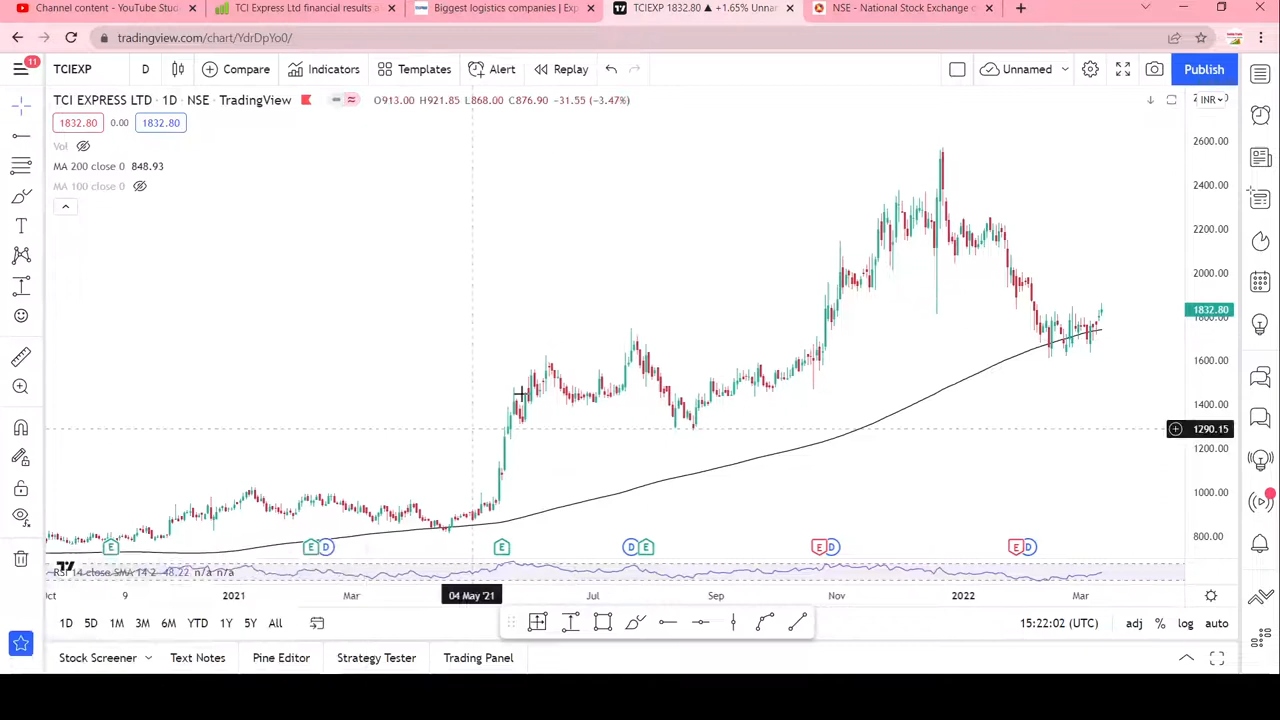 Channel content - YouTube Stud
TCI Express Ltd financial results a
Biggest logistics companies | Exp
TCIEXP 1832.80 ▲ +1.65% Unnar
NSE - National Stock Exchange o
tradingview.com/chart/YdrDpYo0/
11
TCIEXP
D
Compare
Indicators
Templates
Alert
Replay
Unnamed
Publish
TCI EXPRESS LTD · 1D · NSE · TradingView
O913.00 H921.85 L868.00 C876.90 -31.55 (-3.47%)
INR
1832.80
0.00
1832.80
Vol
MA 200 close 0 848.93
MA 100 close 0
2600.00
2400.00
2200.00
2000.00
1832.80
1800.00
1600.00
1400.00
1290.15
1200.00
1000.00
800.00
E
E D
E
D E
E D
E D
RSI 14 close SMA 14 2 48.22 n/a n/a
Oct
9
2021
Mar
04 May '21
Jul
Sep
Nov
2022
Mar
1D
5D
1M
3M
6M
YTD
1Y
5Y
All
15:22:02 (UTC)
adj
%
log
auto
Stock Screener
Text Notes
Pine Editor
Strategy Tester
Trading Panel